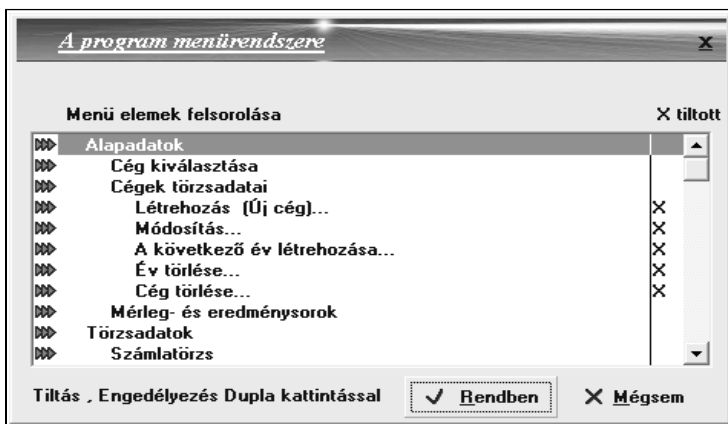 A program menürendszere
x
Menü elemek felsorolása X tiltott
Alapadatok
Cég kiválasztása
Cégek törzsadatai
Létrehozás (Új cég)... X
Módosítás... X
A következő év létrehozása... X
Év törlése... X
Cég törlése... X
Mérleg- és eredménysorok
Törzsadatok
Számlatörzs
Tiltás , Engedélyezés Dupla kattintással ✓ Rendben X Mégsem